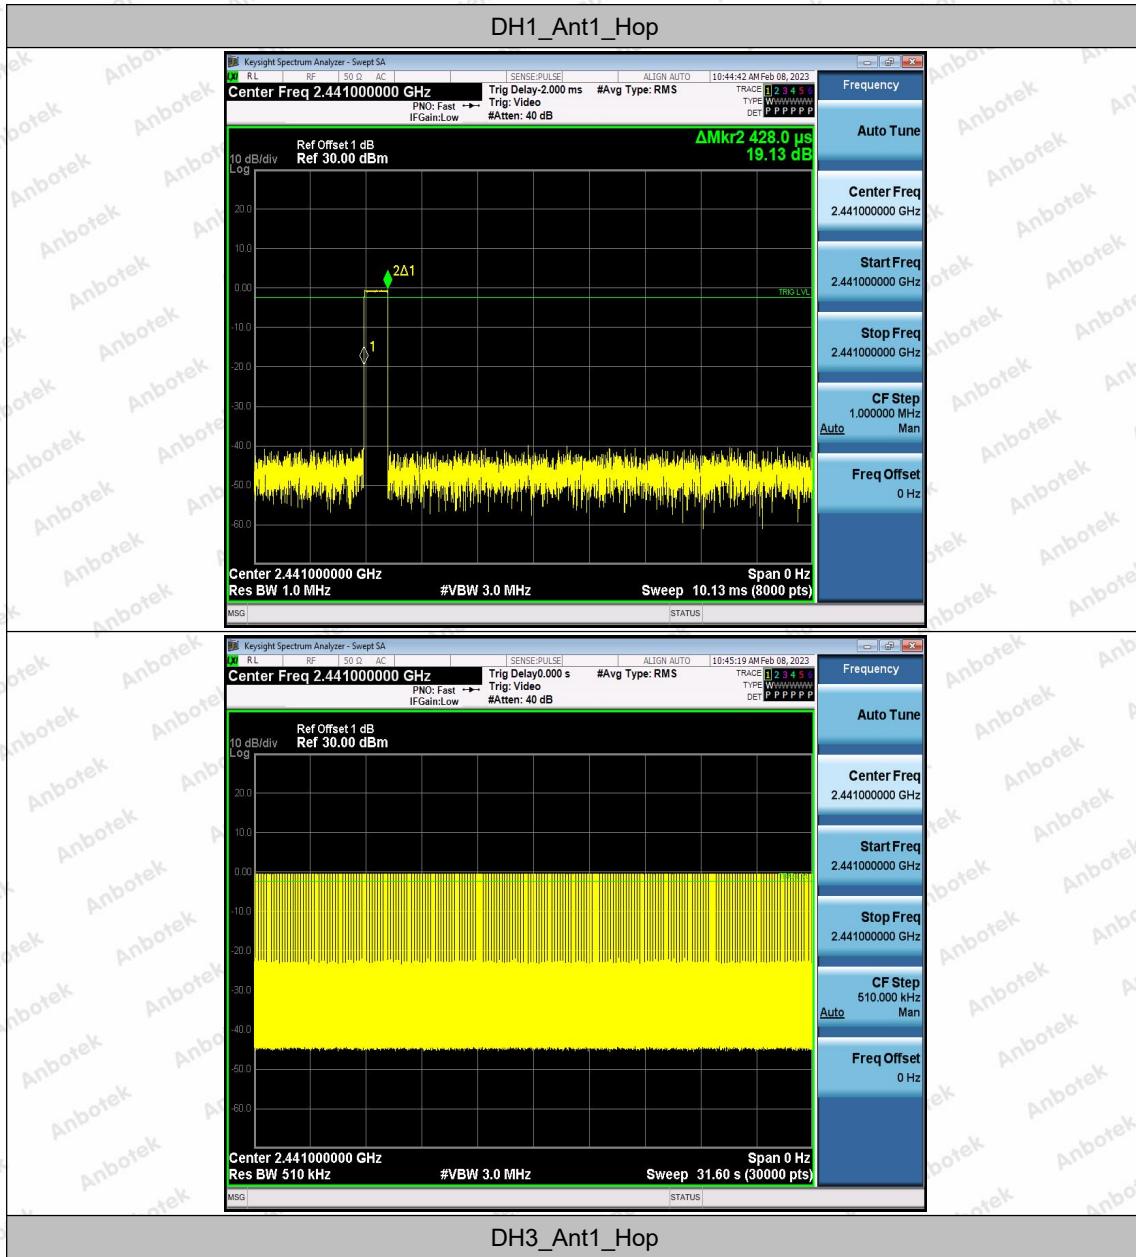 DH1_Ant1_Hop
Keysight Spectrum Analyzer - Swept SA
LXI RL RF 50 Ω AC SENSE:PULSE ALIGN AUTO 10:44:42 AM Feb 08, 2023
Center Freq 2.441000000 GHz
PNO: Fast
IFGain:Low
Trig Delay-2.000 ms
Trig: Video
#Atten: 40 dB
#Avg Type: RMS
TRACE 1 2 3 4 5 6
TYPE WWWWWW
DET P P P P P P
Frequency
Auto Tune
Center Freq
2.441000000 GHz
Start Freq
2.441000000 GHz
Stop Freq
2.441000000 GHz
CF Step
1.000000 MHz
Auto Man
Freq Offset
0 Hz
ΔMkr2 428.0 µs
19.13 dB
Ref Offset 1 dB
10 dB/div Ref 30.00 dBm
Log
20.0
10.0
0.00
-10.0
-20.0
-30.0
-40.0
-50.0
-60.0
2Δ1
1
TRIG LVL
Center 2.441000000 GHz Span 0 Hz
Res BW 1.0 MHz #VBW 3.0 MHz Sweep 10.13 ms (8000 pts)
MSG STATUS
Keysight Spectrum Analyzer - Swept SA
LXI RL RF 50 Ω AC SENSE:PULSE ALIGN AUTO 10:45:19 AM Feb 08, 2023
Center Freq 2.441000000 GHz
PNO: Fast
IFGain:Low
Trig Delay0.000 s
Trig: Video
#Atten: 40 dB
#Avg Type: RMS
TRACE 1 2 3 4 5 6
TYPE WWWWWW
DET P P P P P P
Frequency
Auto Tune
Center Freq
2.441000000 GHz
Start Freq
2.441000000 GHz
Stop Freq
2.441000000 GHz
CF Step
510.000 kHz
Auto Man
Freq Offset
0 Hz
Ref Offset 1 dB
10 dB/div Ref 30.00 dBm
Log
20.0
10.0
0.00
-10.0
-20.0
-30.0
-40.0
-50.0
-60.0
Center 2.441000000 GHz Span 0 Hz
Res BW 510 kHz #VBW 3.0 MHz Sweep 31.60 s (30000 pts)
MSG STATUS
DH3_Ant1_Hop